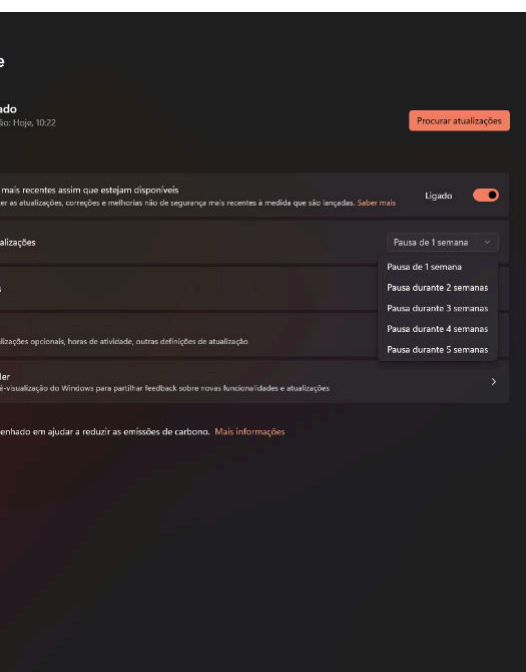 e
ado
ão: Hoje, 10:22
Procurar atualizações
mais recentes assim que estejam disponíveis
ter as atualizações, correções e melhorias não de segurança mais recentes à medida que são lançadas. Saber mais
Ligado
alizações
Pausa de 1 semana
Pausa de 1 semana
Pausa durante 2 semanas
s
Pausa durante 3 semanas
Pausa durante 4 semanas
lizações opcionais, horas de atividade, outras definições de atualização
Pausa durante 5 semanas
der
é-visualização do Windows para partilhar feedback sobre novas funcionalidades e atualizações
enhado em ajudar a reduzir as emissões de carbono. Mais informações